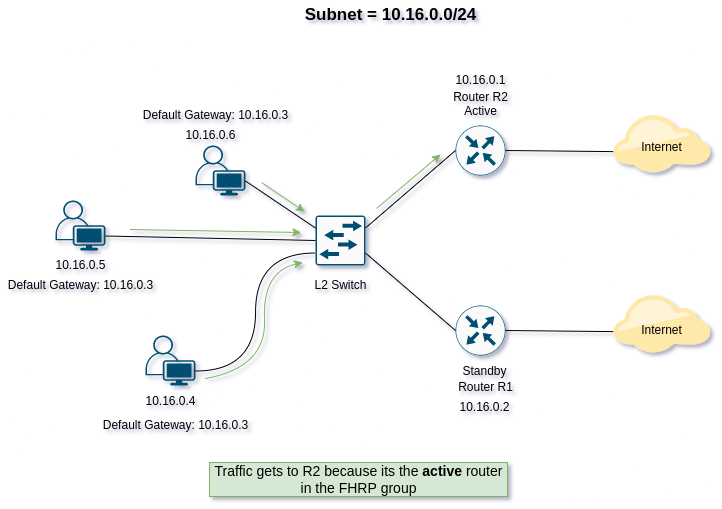 Subnet = 10.16.0.0/24
10.16.0.1
Router R2
Active
Internet
Default Gateway: 10.16.0.3
10.16.0.6
10.16.0.5
Default Gateway: 10.16.0.3
L2 Switch
Internet
Standby
Router R1
10.16.0.2
10.16.0.4
Default Gateway: 10.16.0.3
Traffic gets to R2 because its the active router
in the FHRP group